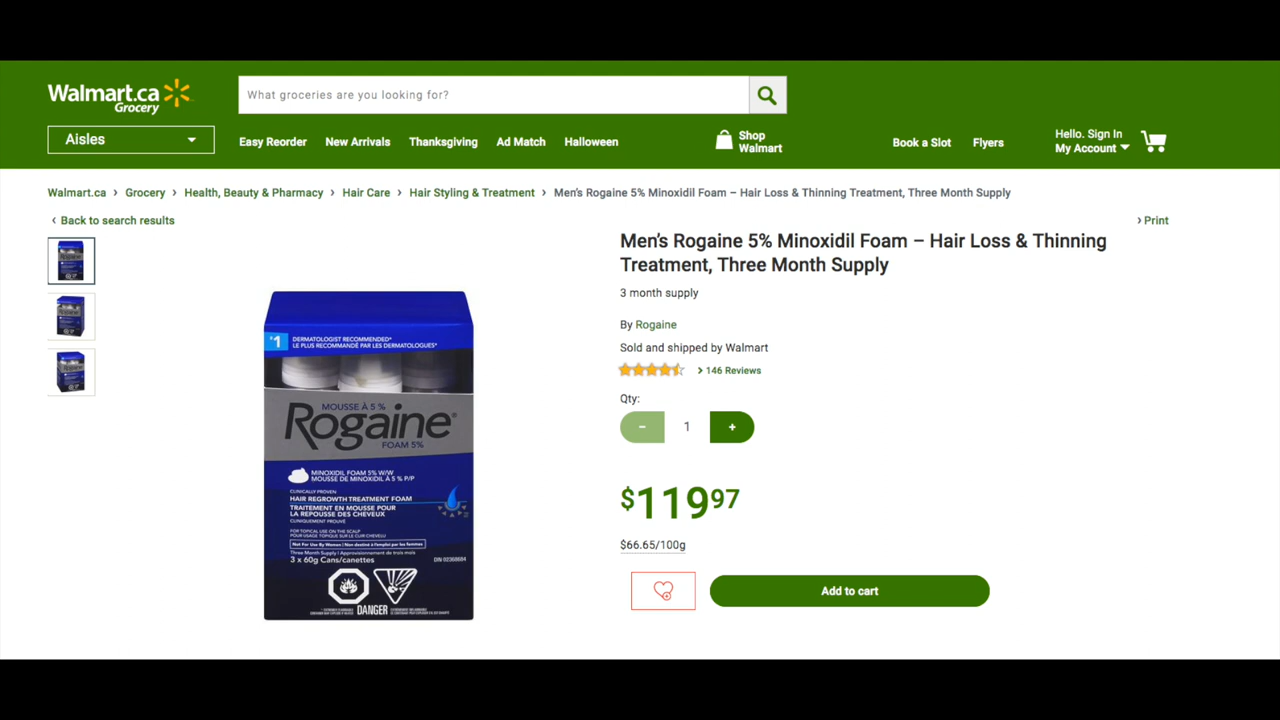 Walmart.ca
Grocery
What groceries are you looking for?
Aisles
Easy Reorder
New Arrivals
Thanksgiving
Ad Match
Halloween
Shop
Walmart
Book a Slot
Flyers
Hello. Sign In
My Account
Walmart.ca › Grocery › Health, Beauty & Pharmacy › Hair Care › Hair Styling & Treatment › Men's Rogaine 5% Minoxidil Foam – Hair Loss & Thinning Treatment, Three Month Supply
‹ Back to search results
› Print
#1 DERMATOLOGIST RECOMMENDED*
LE PLUS RECOMMANDÉ PAR LES DERMATOLOGUES*
MOUSSE À 5 %
Rogaine®
FOAM 5%
MINOXIDIL FOAM 5% W/W
MOUSSE DE MINOXIDIL À 5 % P/P
CLINICALLY PROVEN
HAIR REGROWTH TREATMENT FOAM
TRAITEMENT EN MOUSSE POUR
LA REPOUSSE DES CHEVEUX
CLINIQUEMENT PROUVÉ
FOR TOPICAL USE ON THE SCALP
POUR USAGE TOPIQUE SUR LE CUIR CHEVELU
Not For Use By Women | Non destiné à l'emploi par les femmes
Three Month Supply | Approvisionnement de trois mois
3 x 60g Cans/canettes
DIN 02368684
DANGER
Men's Rogaine 5% Minoxidil Foam – Hair Loss & Thinning
Treatment, Three Month Supply
3 month supply
By Rogaine
Sold and shipped by Walmart
› 146 Reviews
Qty:
− 1 +
$119 97
$66.65/100g
Add to cart